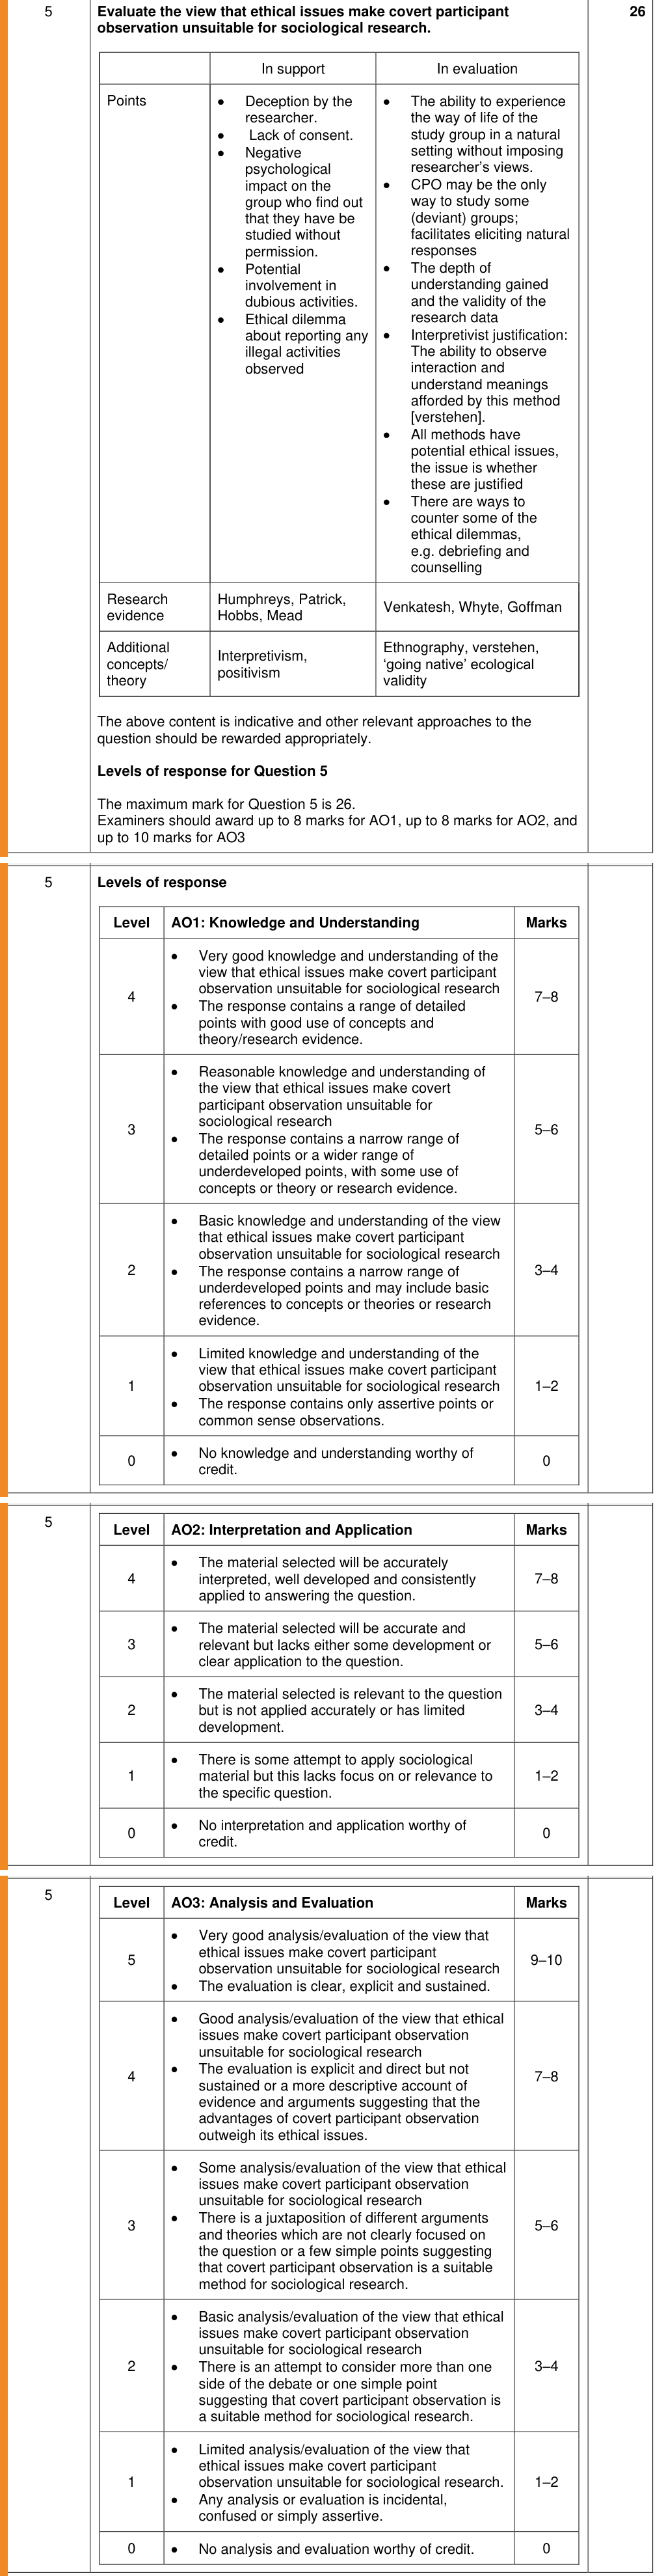 5
Evaluate the view that ethical issues make covert participant
observation unsuitable for sociological research.
26
In support
In evaluation
Points
• Deception by the
researcher.
• Lack of consent.
• Negative
psychological
impact on the
group who find out
that they have be
studied without
permission.
• Potential
involvement in
dubious activities.
• Ethical dilemma
about reporting any
illegal activities
observed
• The ability to experience
the way of life of the
study group in a natural
setting without imposing
researcher's views.
• CPO may be the only
way to study some
(deviant) groups;
facilitates eliciting natural
responses
• The depth of
understanding gained
and the validity of the
research data
• Interpretivist justification:
The ability to observe
interaction and
understand meanings
afforded by this method
[verstehen].
• All methods have
potential ethical issues,
the issue is whether
these are justified
• There are ways to
counter some of the
ethical dilemmas,
e.g. debriefing and
counselling
Research
evidence
Humphreys, Patrick,
Hobbs, Mead
Venkatesh, Whyte, Goffman
Additional
concepts/
theory
Interpretivism,
positivism
Ethnography, verstehen,
'going native' ecological
validity
The above content is indicative and other relevant approaches to the
question should be rewarded appropriately.
Levels of response for Question 5
The maximum mark for Question 5 is 26.
Examiners should award up to 8 marks for AO1, up to 8 marks for AO2, and
up to 10 marks for AO3
5
Levels of response
Level
AO1: Knowledge and Understanding
Marks
4
• Very good knowledge and understanding of the
view that ethical issues make covert participant
observation unsuitable for sociological research
• The response contains a range of detailed
points with good use of concepts and
theory/research evidence.
7–8
3
• Reasonable knowledge and understanding of
the view that ethical issues make covert
participant observation unsuitable for
sociological research
• The response contains a narrow range of
detailed points or a wider range of
underdeveloped points, with some use of
concepts or theory or research evidence.
5–6
2
• Basic knowledge and understanding of the view
that ethical issues make covert participant
observation unsuitable for sociological research
• The response contains a narrow range of
underdeveloped points and may include basic
references to concepts or theories or research
evidence.
3–4
1
• Limited knowledge and understanding of the
view that ethical issues make covert participant
observation unsuitable for sociological research
• The response contains only assertive points or
common sense observations.
1–2
0
• No knowledge and understanding worthy of
credit.
0
5
Level
AO2: Interpretation and Application
Marks
4
• The material selected will be accurately
interpreted, well developed and consistently
applied to answering the question.
7–8
3
• The material selected will be accurate and
relevant but lacks either some development or
clear application to the question.
5–6
2
• The material selected is relevant to the question
but is not applied accurately or has limited
development.
3–4
1
• There is some attempt to apply sociological
material but this lacks focus on or relevance to
the specific question.
1–2
0
• No interpretation and application worthy of
credit.
0
5
Level
AO3: Analysis and Evaluation
Marks
5
• Very good analysis/evaluation of the view that
ethical issues make covert participant
observation unsuitable for sociological research
• The evaluation is clear, explicit and sustained.
9–10
4
• Good analysis/evaluation of the view that ethical
issues make covert participant observation
unsuitable for sociological research
• The evaluation is explicit and direct but not
sustained or a more descriptive account of
evidence and arguments suggesting that the
advantages of covert participant observation
outweigh its ethical issues.
7–8
3
• Some analysis/evaluation of the view that ethical
issues make covert participant observation
unsuitable for sociological research
• There is a juxtaposition of different arguments
and theories which are not clearly focused on
the question or a few simple points suggesting
that covert participant observation is a suitable
method for sociological research.
5–6
2
• Basic analysis/evaluation of the view that ethical
issues make covert participant observation
unsuitable for sociological research
• There is an attempt to consider more than one
side of the debate or one simple point
suggesting that covert participant observation is
a suitable method for sociological research.
3–4
1
• Limited analysis/evaluation of the view that
ethical issues make covert participant
observation unsuitable for sociological research.
• Any analysis or evaluation is incidental,
confused or simply assertive.
1–2
0
• No analysis and evaluation worthy of credit.
0